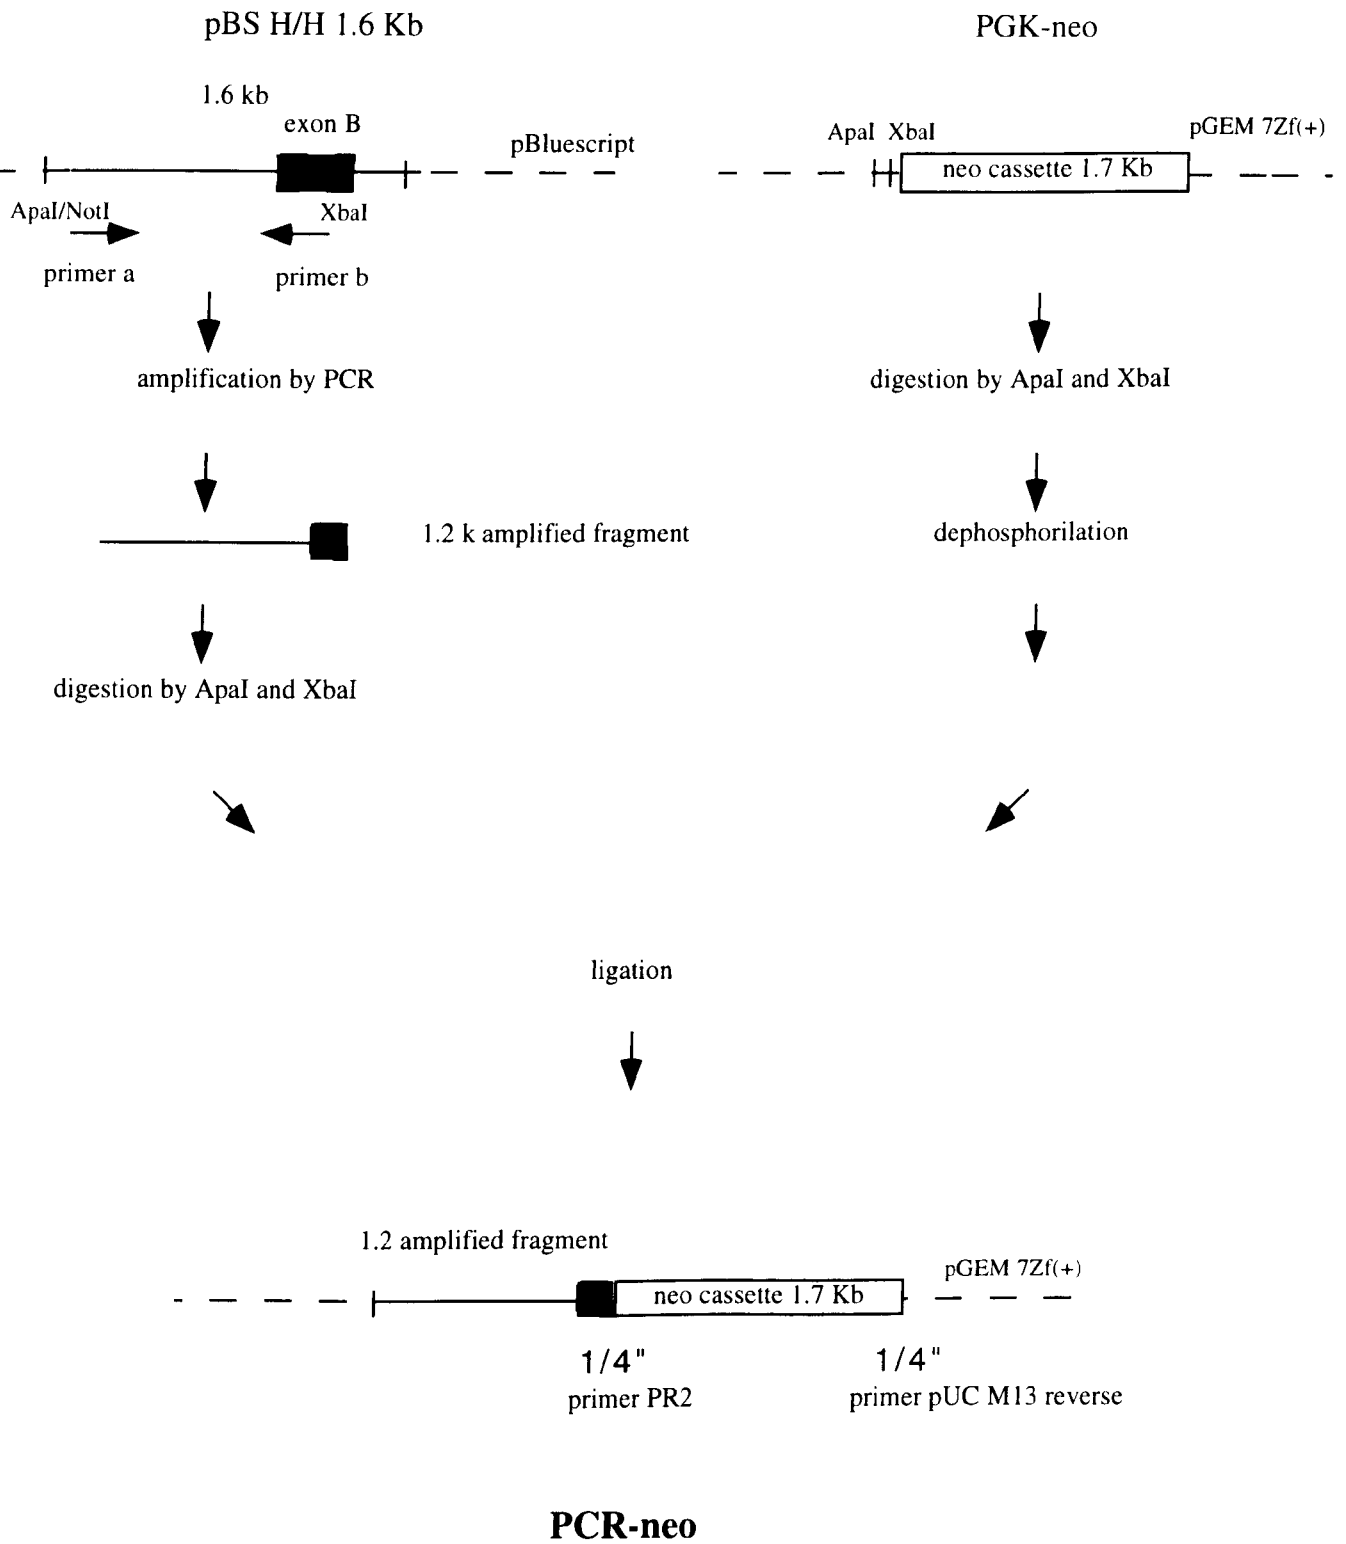 pBS H/H 1.6 Kb
PGK-neo
1.6 kb
exon B
pBluescript
ApaI XbaI
pGEM 7Zf(+)
neo cassette 1.7 Kb
ApaI/NotI
XbaI
primer a
primer b
amplification by PCR
digestion by ApaI and XbaI
1.2 k amplified fragment
dephosphorilation
digestion by ApaI and XbaI
ligation
1.2 amplified fragment
pGEM 7Zf(+)
neo cassette 1.7 Kb
1/4"
1/4"
primer PR2
primer pUC M13 reverse
PCR-neo